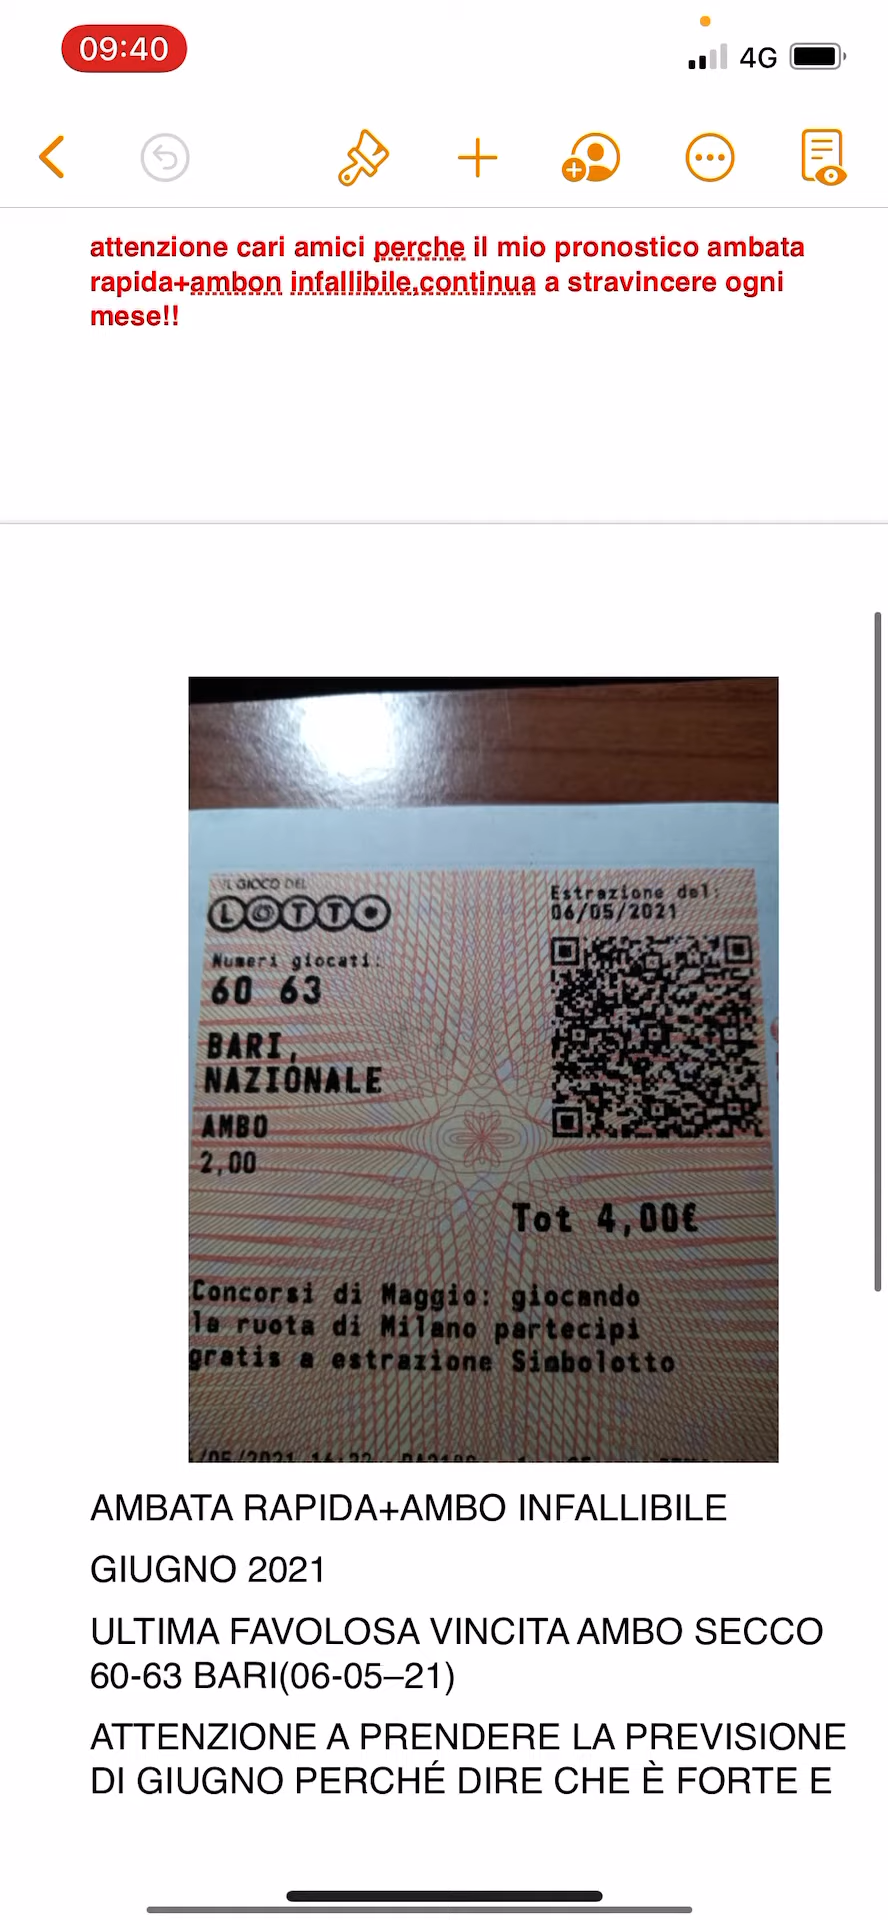 09:40
4G
attenzione cari amici perche il mio pronostico ambata
rapida+ambon infallibile,continua a stravincere ogni
mese!!
IL GIOCO DEL
LOTTO
Estrazione del:
06/05/2021
Numeri giocati:
60 63
BARI,
NAZIONALE
AMBO
2,00
Tot 4,00€
Concorsi di Maggio: giocando
la ruota di Milano partecipi
gratis a estrazione Simbolotto
/05/2021
AMBATA RAPIDA+AMBO INFALLIBILE
GIUGNO 2021
ULTIMA FAVOLOSA VINCITA AMBO SECCO
60-63 BARI(06-05–21)
ATTENZIONE A PRENDERE LA PREVISIONE
DI GIUGNO PERCHÉ DIRE CHE È FORTE E